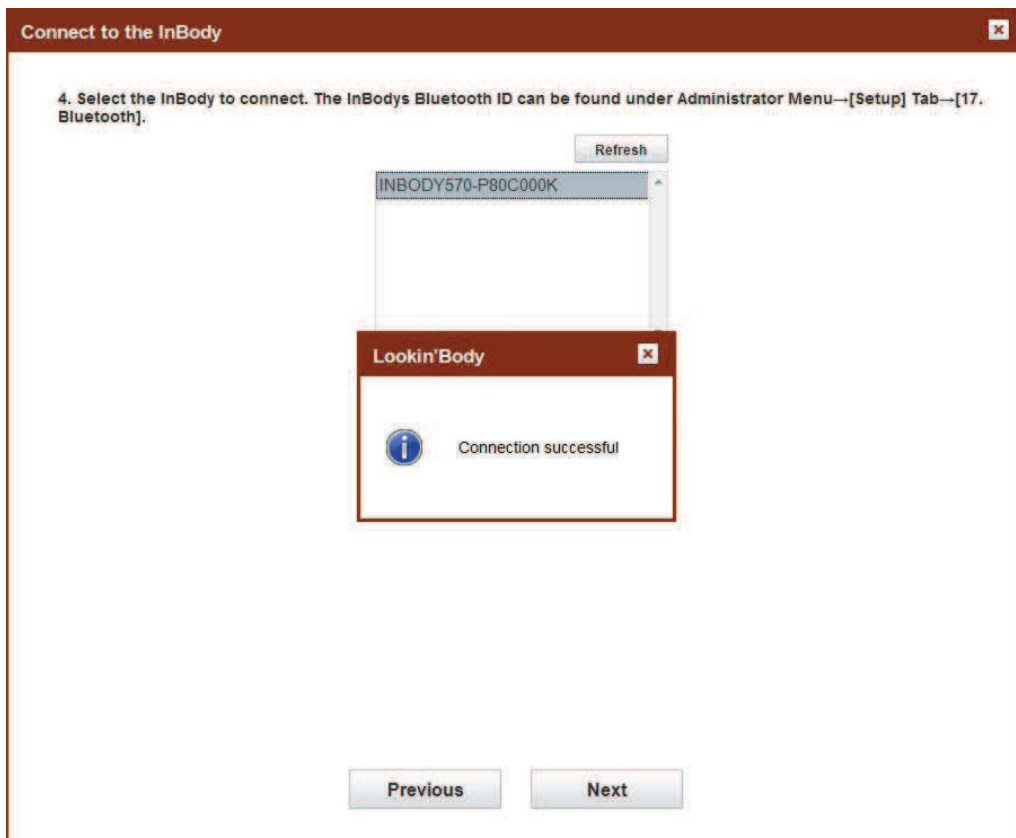 Connect to the InBody
4. Select the InBody to connect. The InBodys Bluetooth ID can be found under Administrator Menu→[Setup] Tab→[17.
Bluetooth].
Refresh
INBODY570-P80C000K
Lookin'Body
Connection successful
Previous
Next